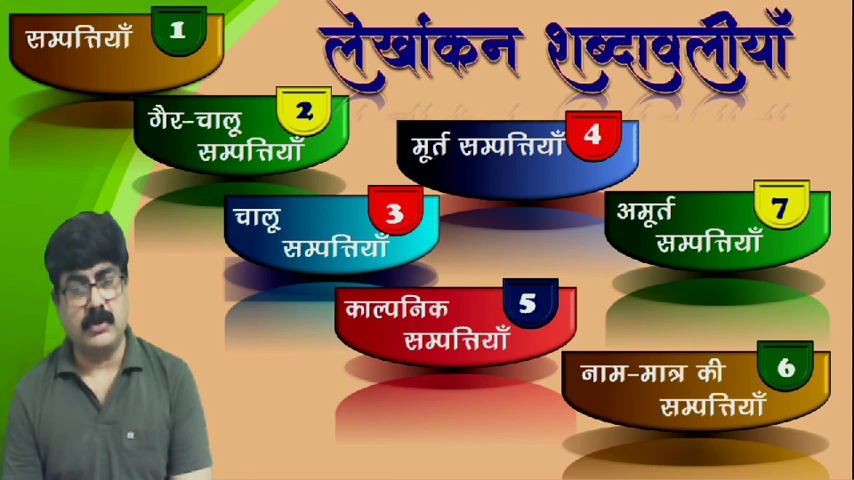 लेखांकन शब्दावलीयाँ
सम्पत्तियाँ 1
गैर-चालू 2
सम्पत्तियाँ
चालू 3
सम्पत्तियाँ
मूर्त सम्पत्तियाँ 4
काल्पनिक 5
सम्पत्तियाँ
नाम-मात्र की 6
सम्पत्तियाँ
अमूर्त 7
सम्पत्तियाँ